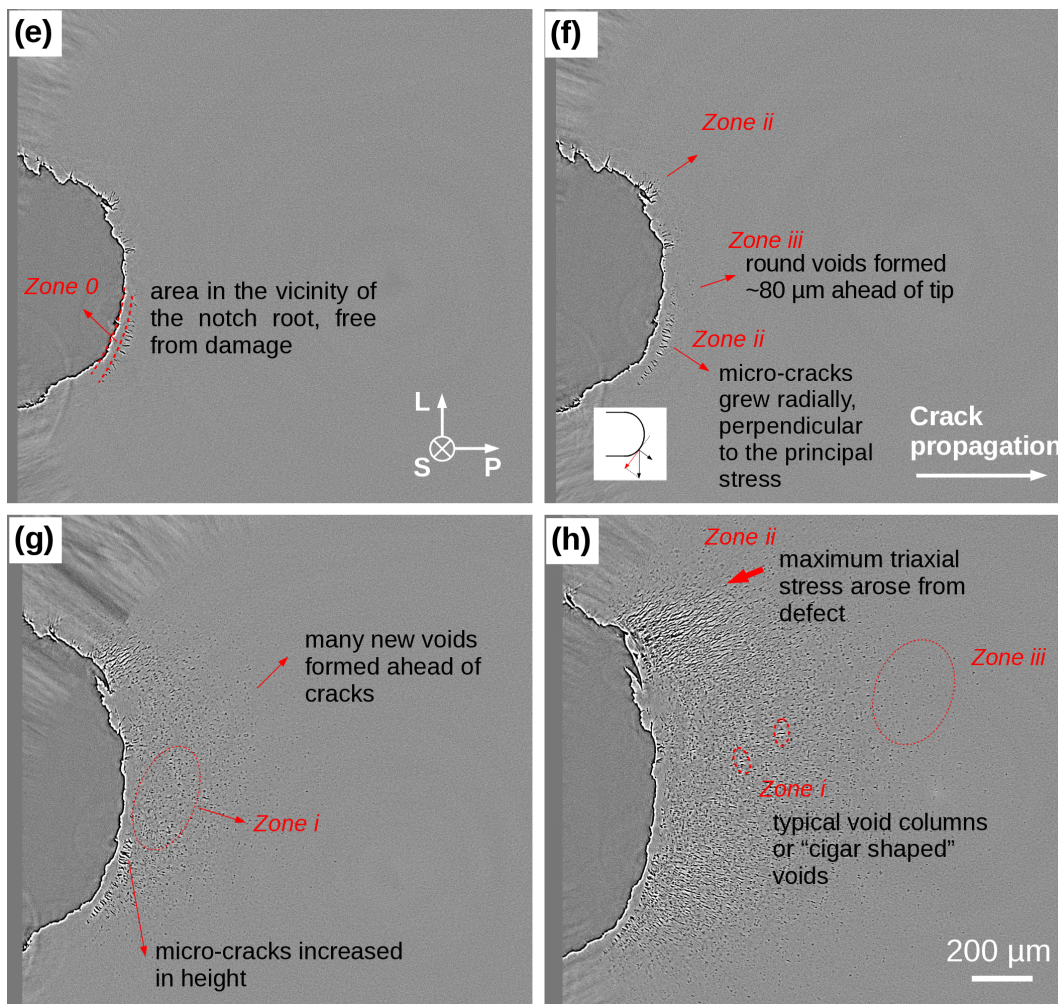 (e)
Zone 0
area in the vicinity of
the notch root, free
from damage
L
S
P
(f)
Zone ii
Zone iii
round voids formed
~80 µm ahead of tip
Zone ii
micro-cracks
grew radially,
perpendicular
to the principal
stress
Crack
propagation
(g)
many new voids
formed ahead of
cracks
Zone i
micro-cracks increased
in height
(h)
Zone ii
maximum triaxial
stress arose from
defect
Zone iii
Zone i
typical void columns
or “cigar shaped”
voids
200 µm